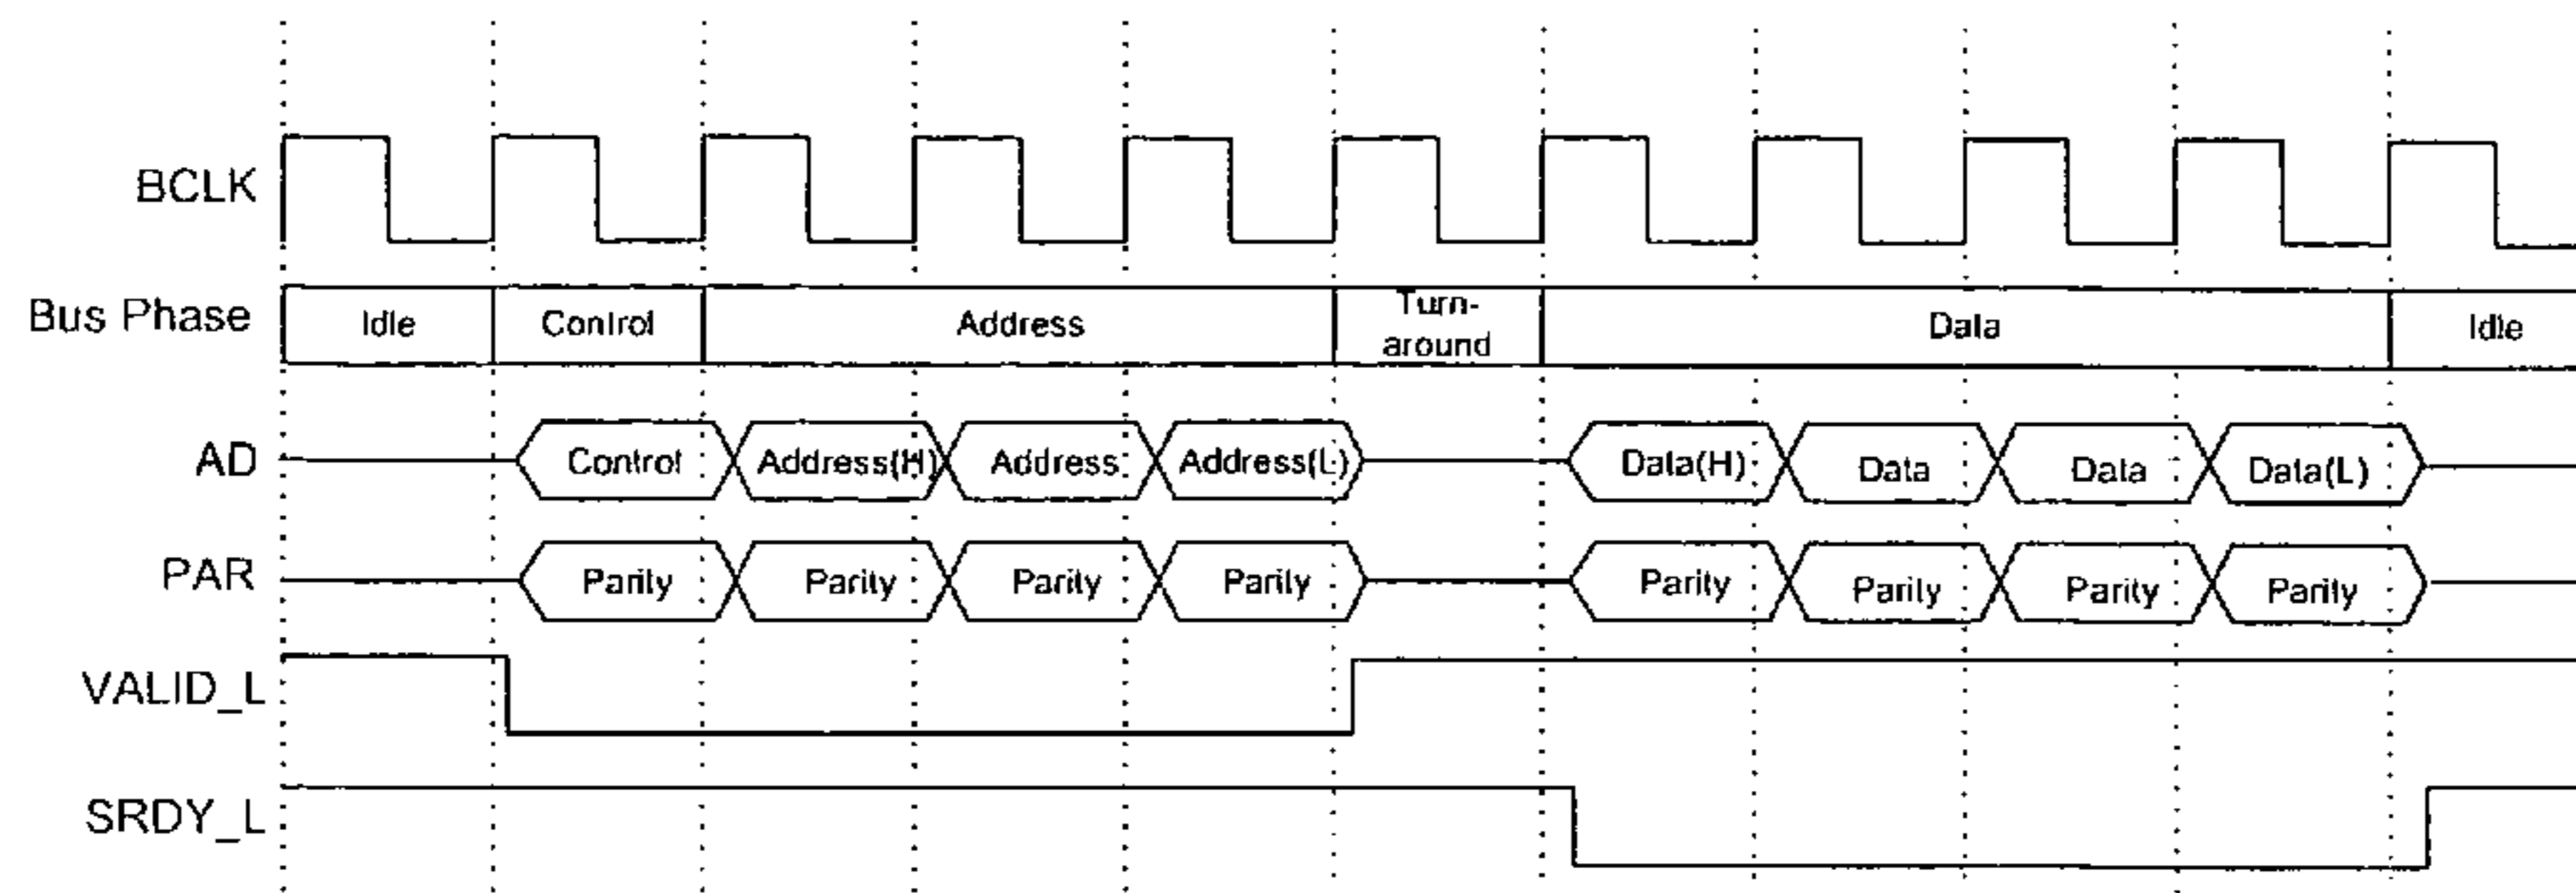 BCLK
Bus Phase Idle Control Address Turn-
around Data Idle
AD Control Address(H) Address Address(L) Data(H) Data Data Data(L)
PAR Parity Parity Parity Parity Parity Parity Parity Parity
VALID_L
SRDY_L